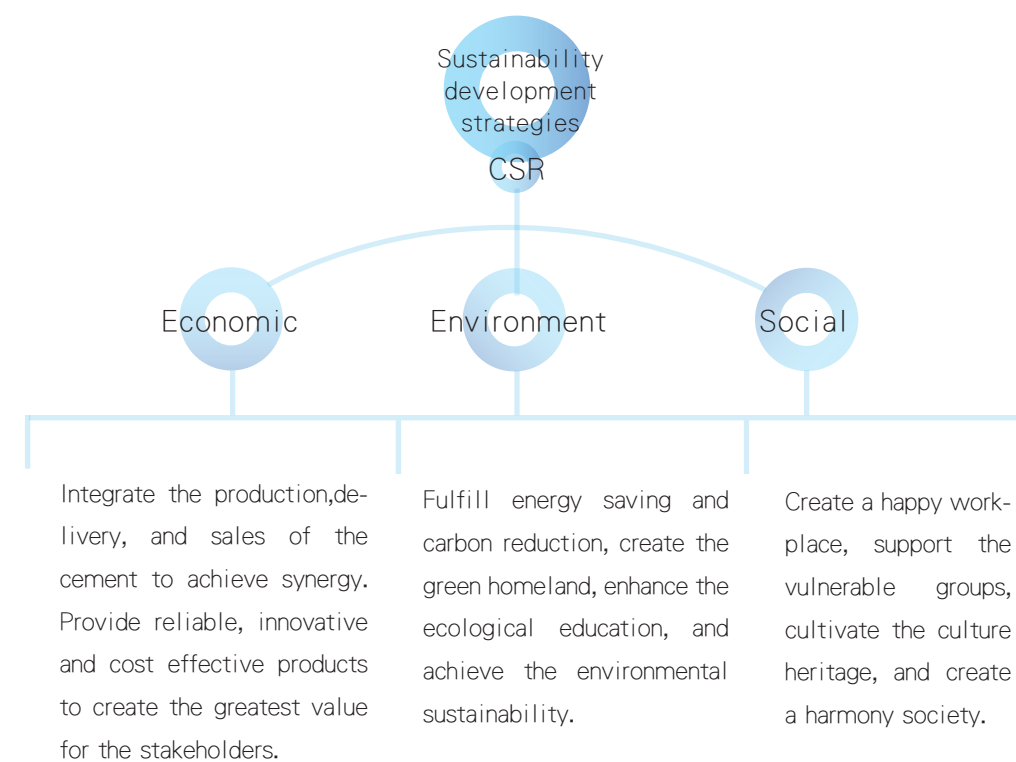 Sustainability
development
strategies
CSR
Economic
Environment
Social
Integrate the production,de-
livery, and sales of the
cement to achieve synergy.
Provide reliable, innovative
and cost effective products
to create the greatest value
for the stakeholders.
Fulfill energy saving and
carbon reduction, create the
green homeland, enhance the
ecological education, and
achieve the environmental
sustainability.
Create a happy work-
place, support the
vulnerable groups,
cultivate the culture
heritage, and create
a harmony society.